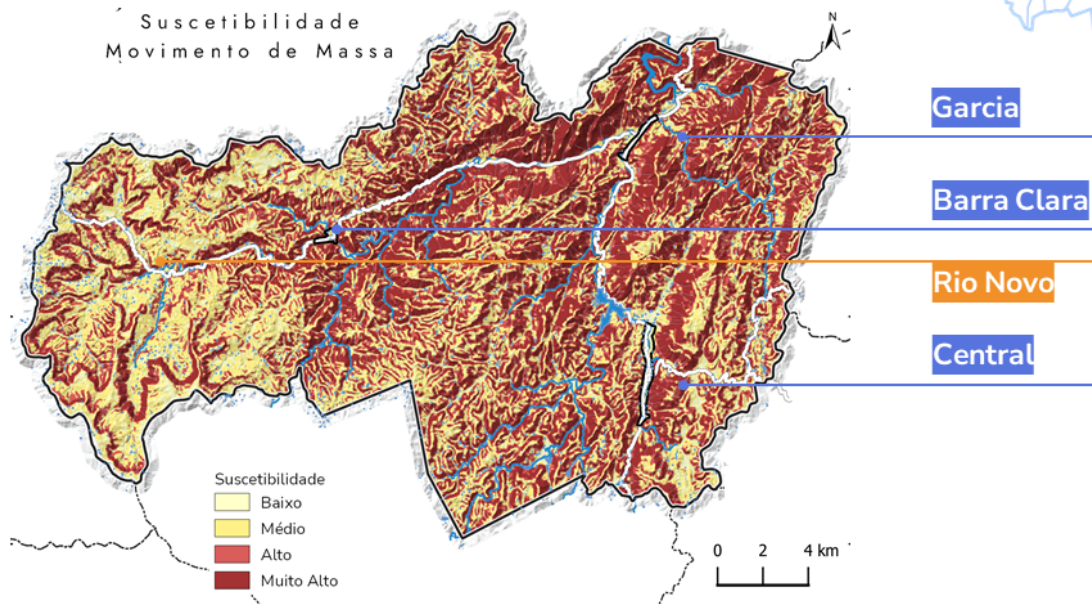 Suscetibilidade
Movimento de Massa
N
Garcia
Barra Clara
Rio Novo
Central
Suscetibilidade
Baixo
Médio
Alto
Muito Alto
0 2 4 km